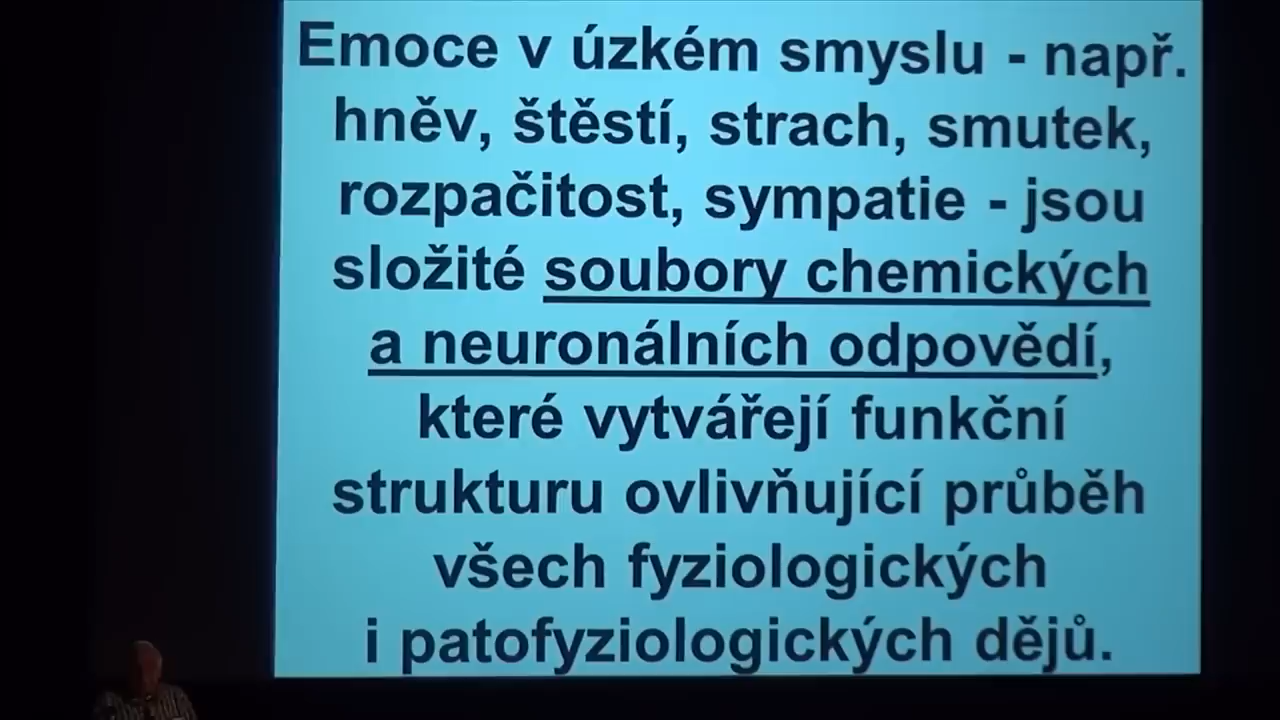 Emoce v úzkém smyslu - např.
hněv, štěstí, strach, smutek,
rozpačitost, sympatie - jsou
složité soubory chemických
a neuronálních odpovědí,
které vytvářejí funkční
strukturu ovlivňující průběh
všech fyziologických
i patofyziologických dějů.